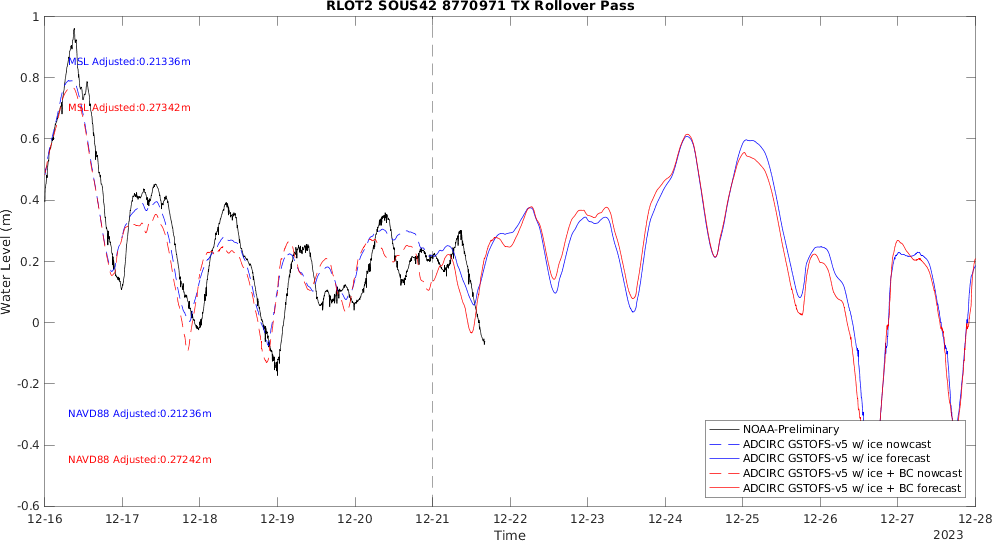 RLOT2 SOUS42 8770971 TX Rollover Pass
1
0.8
0.6
0.4
0.2
0
-0.2
-0.4
-0.6
Water Level (m)
MSL Adjusted:0.21336m
MSL Adjusted:0.27342m
NAVD88 Adjusted:0.21236m
NAVD88 Adjusted:0.27242m
NOAA-Preliminary
ADCIRC GSTOFS-v5 w/ ice nowcast
ADCIRC GSTOFS-v5 w/ ice forecast
ADCIRC GSTOFS-v5 w/ ice + BC nowcast
ADCIRC GSTOFS-v5 w/ ice + BC forecast
12-16 12-17 12-18 12-19 12-20 12-21 12-22 12-23 12-24 12-25 12-26 12-27 12-28
Time
2023